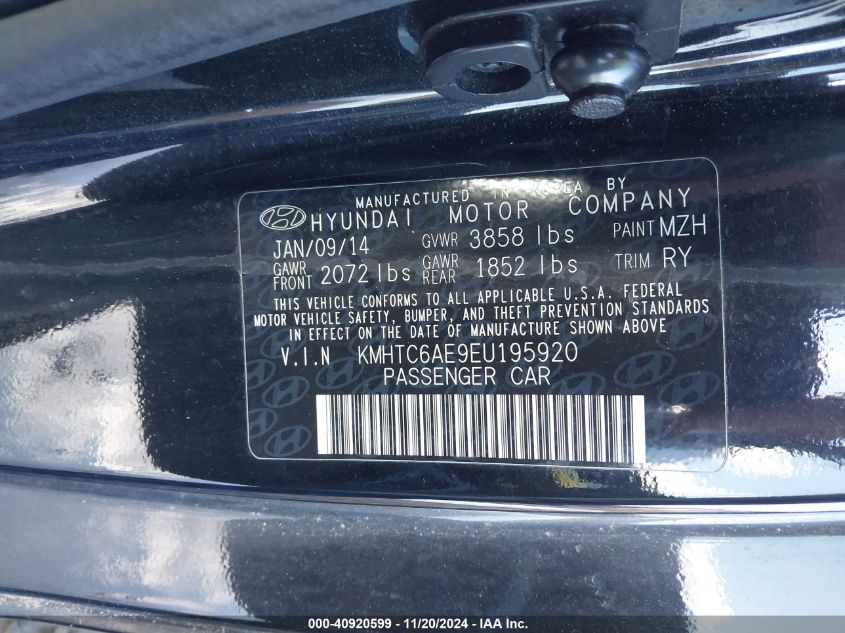 MANUFACTURED IN KOREA BY
HYUNDAI MOTOR COMPANY
JAN/09/14 GVWR 3858 lbs PAINT MZH
GAWR FRONT 2072 lbs GAWR REAR 1852 lbs TRIM RY
THIS VEHICLE CONFORMS TO ALL APPLICABLE U.S.A. FEDERAL
MOTOR VEHICLE SAFETY, BUMPER, AND THEFT PREVENTION STANDARDS
IN EFFECT ON THE DATE OF MANUFACTURE SHOWN ABOVE.
V.I.N KMHTC6AE9EU195920
PASSENGER CAR
000-40920599 - 11/20/2024 - IAA Inc.